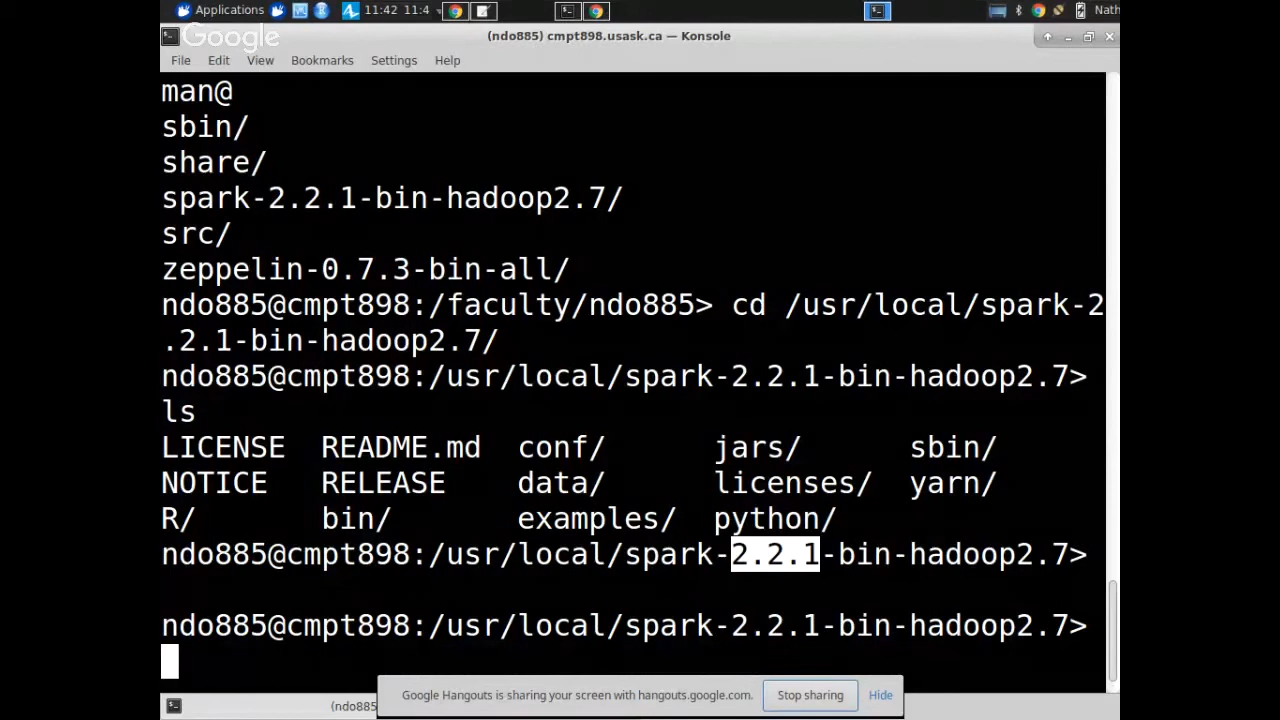 Applications 11:42 11:4 Nath
Google (ndo885) cmpt898.usask.ca — Konsole
File Edit View Bookmarks Settings Help
man@
sbin/
share/
spark-2.2.1-bin-hadoop2.7/
src/
zeppelin-0.7.3-bin-all/
ndo885@cmpt898:/faculty/ndo885> cd /usr/local/spark-2
.2.1-bin-hadoop2.7/
ndo885@cmpt898:/usr/local/spark-2.2.1-bin-hadoop2.7>
ls
LICENSE README.md conf/ jars/ sbin/
NOTICE RELEASE data/ licenses/ yarn/
R/ bin/ examples/ python/
ndo885@cmpt898:/usr/local/spark-2.2.1-bin-hadoop2.7>
ndo885@cmpt898:/usr/local/spark-2.2.1-bin-hadoop2.7>
Google Hangouts is sharing your screen with hangouts.google.com. Stop sharing Hide
(ndo885